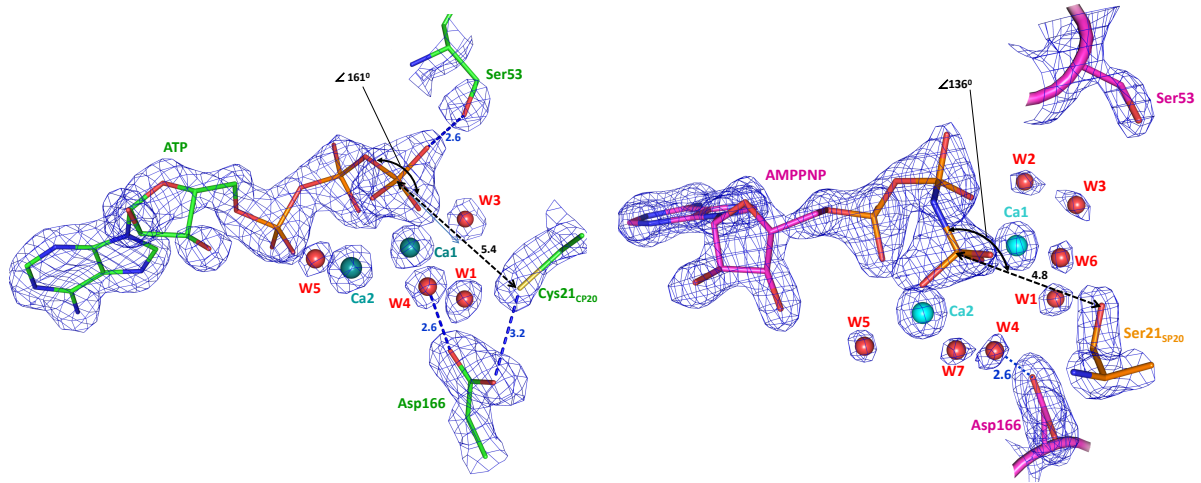 Ser53
∠ 161⁰
2.6
ATP
W3
Ca1
5.4
W5
Ca2
W4
W1
Cys21CP20
2.6
3.2
Asp166
∠136⁰
Ser53
W2
AMPPNP
W3
Ca1
W6
4.8
W1
Ca2
Ser21SP20
W5
W4
W7
2.6
Asp166